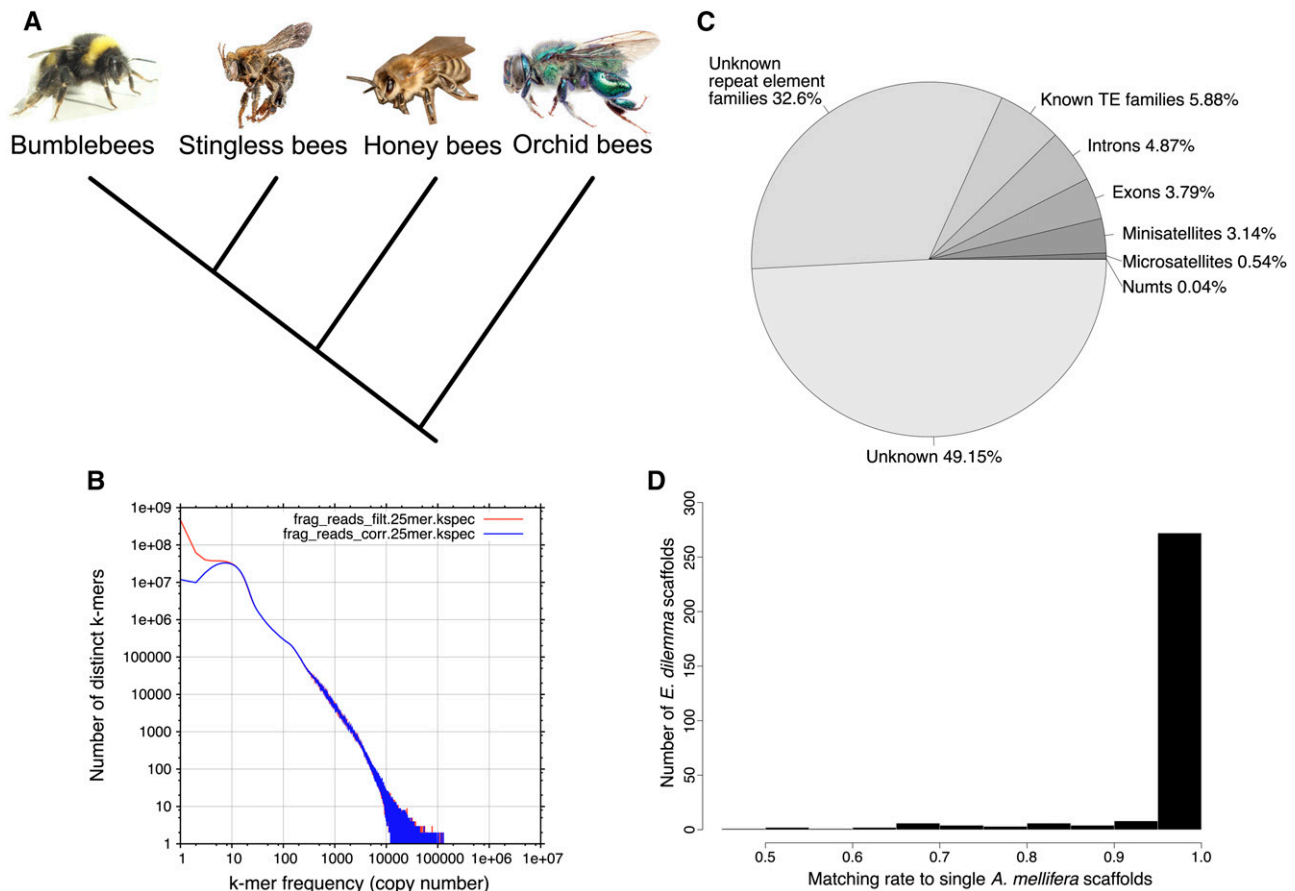 A
Bumblebees
Stingless bees
Honey bees
Orchid bees
B
1e+09
1e+08
1e+07
1e+06
100000
10000
1000
100
10
1
Number of distinct k-mers
frag_reads_filt.25mer.kspec
frag_reads_corr.25mer.kspec
1
10
100
1000
10000
100000
1e+06
1e+07
k-mer frequency (copy number)
C
Unknown
repeat element
families 32.6%
Known TE families 5.88%
Introns 4.87%
Exons 3.79%
Minisatellites 3.14%
Microsatellites 0.54%
Numts 0.04%
Unknown 49.15%
D
300
250
200
150
100
50
0
Number of E. dilemma scaffolds
0.5
0.6
0.7
0.8
0.9
1.0
Matching rate to single A. mellifera scaffolds